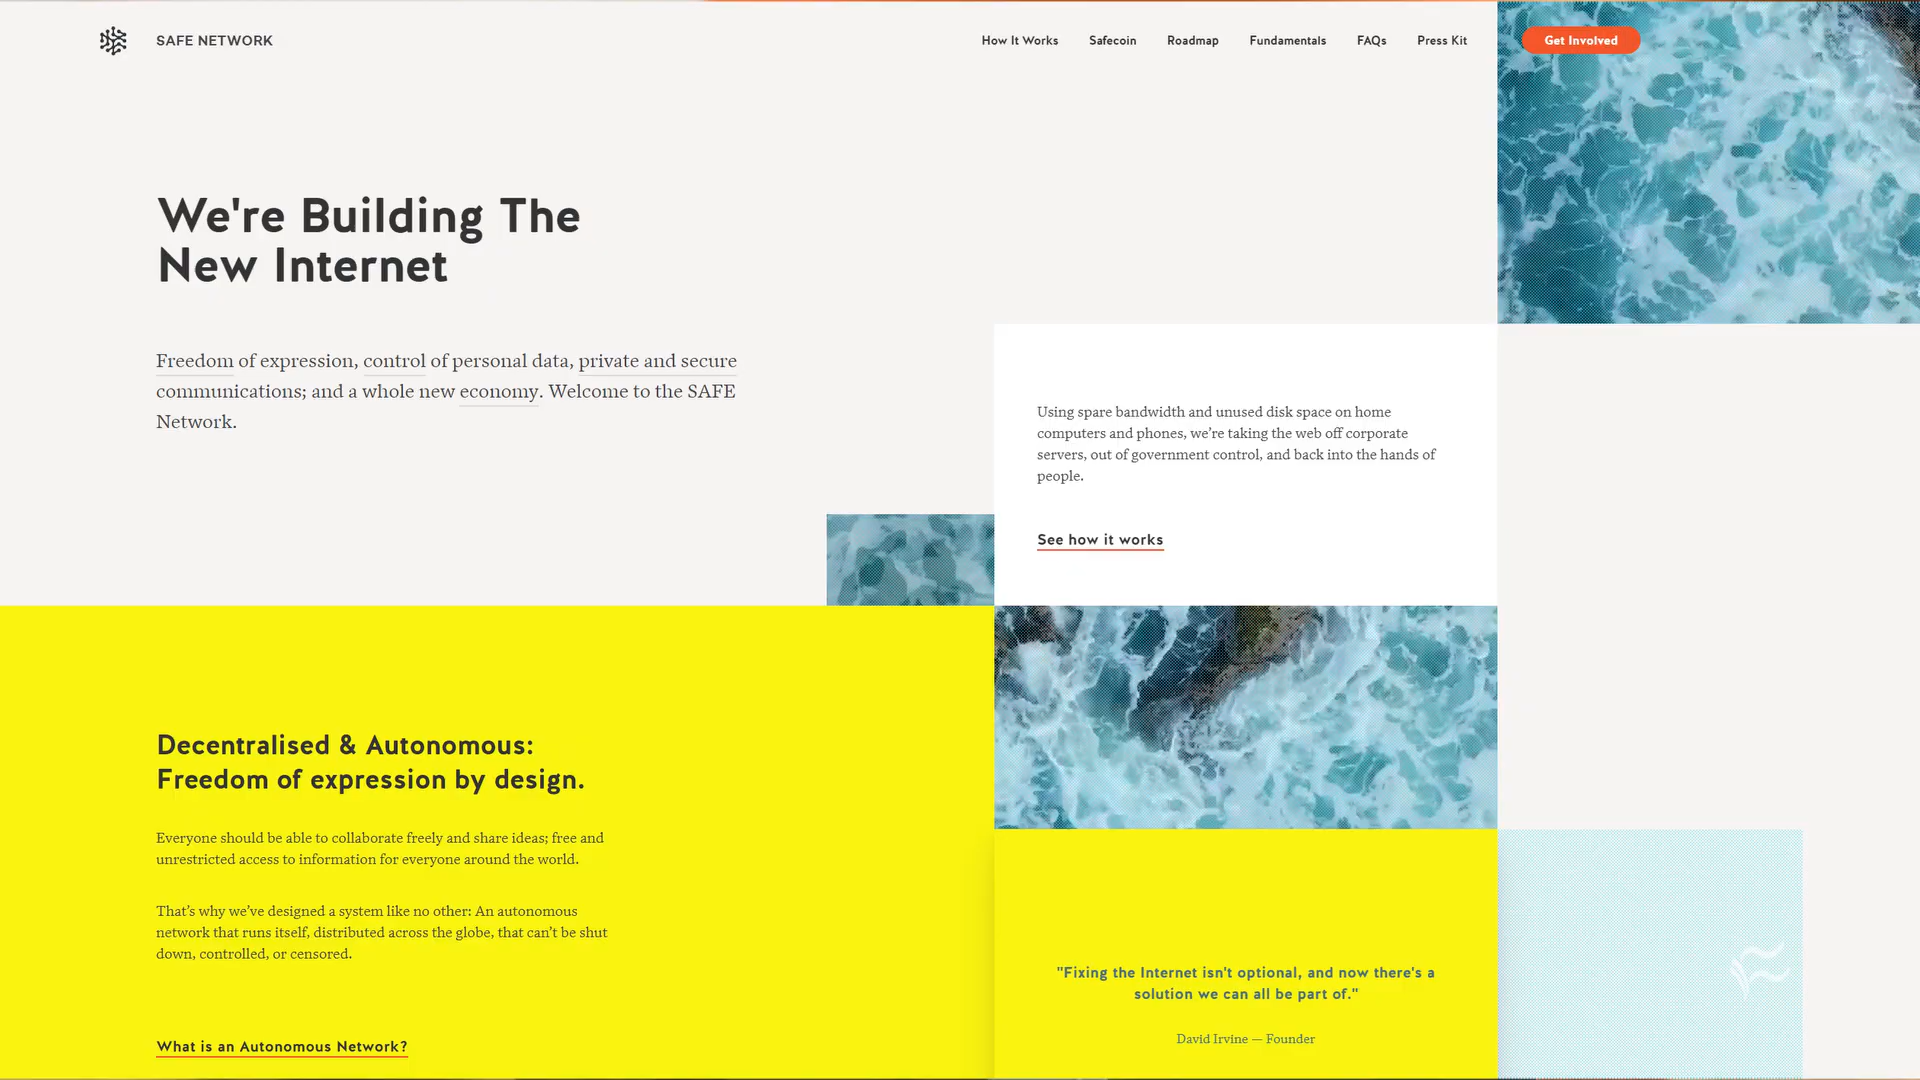 SAFE NETWORK
How It Works
Safecoin
Roadmap
Fundamentals
FAQs
Press Kit
Get Involved
We're Building The
New Internet
Freedom of expression, control of personal data, private and secure
communications; and a whole new economy. Welcome to the SAFE
Network.
Using spare bandwidth and unused disk space on home
computers and phones, we’re taking the web off corporate
servers, out of government control, and back into the hands of
people.
See how it works
Decentralised & Autonomous:
Freedom of expression by design.
Everyone should be able to collaborate freely and share ideas; free and
unrestricted access to information for everyone around the world.
That’s why we’ve designed a system like no other: An autonomous
network that runs itself, distributed across the globe, that can’t be shut
down, controlled, or censored.
What is an Autonomous Network?
"Fixing the Internet isn't optional, and now there's a
solution we can all be part of."
David Irvine — Founder